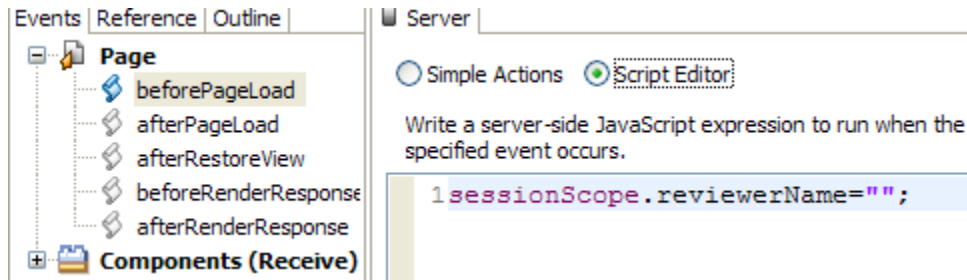 Events Reference Outline
Server
Page
beforePageLoad
afterPageLoad
afterRestoreView
beforeRenderResponse
afterRenderResponse
Components (Receive)
Simple Actions Script Editor
Write a server-side JavaScript expression to run when the
specified event occurs.
1 sessionScope.reviewerName="";